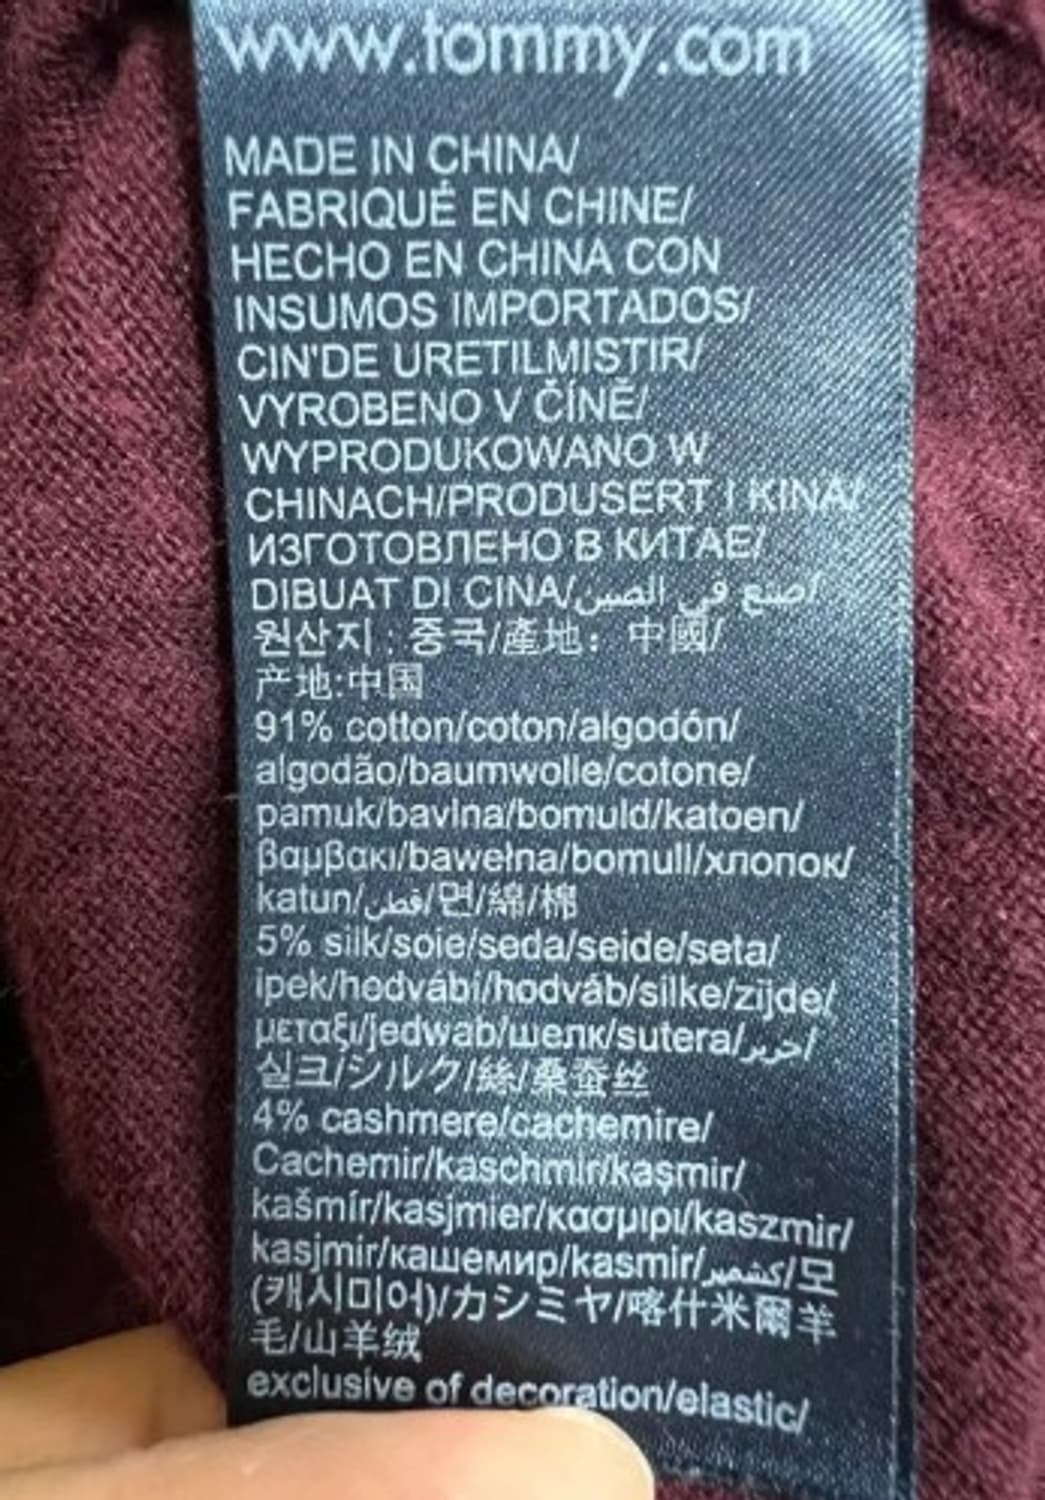 www.tommy.com
MADE IN CHINA/
FABRIQUÉ EN CHINE/
HECHO EN CHINA CON
INSUMOS IMPORTADOS/
CIN'DE URETILMISTIR/
VYROBENO V ČÍNĚ/
WYPRODUKOWANO W
CHINACH/PRODUSERT I KINA/
ИЗГОТОВЛЕНО В КИТАЕ/
DIBUAT DI CINA/صنع في الصين/
원산지 : 중국/產地： 中國/
产地:中国
91% cotton/coton/algodón/
algodão/baumwolle/cotone/
pamuk/bavlna/bomuld/katoen/
βαμβακι/bawełna/bomull/хлопок/
katun/قطن/면/綿/棉
5% silk/soie/seda/seide/seta/
ipek/hedvábí/hodváb/silke/zijde/
μεταξι/jedwab/шелк/sutera/حرير/
실크/シルク/絲/桑蚕丝
4% cashmere/cachemire/
Cachemir/kaschmir/kaşmir/
kašmír/kasjmier/κασμιρι/kaszmir/
kasjmir/кашемир/kasmir/كشمير/모
(캐시미어)/カシミヤ/喀什米爾羊
毛/山羊绒
exclusive of decoration/elastic/